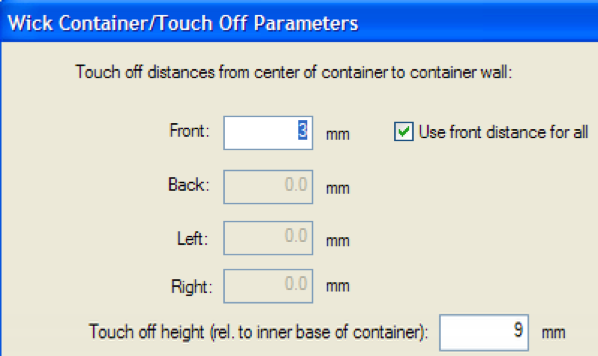 Wick Container/Touch Off Parameters
Touch off distances from center of container to container wall:
Front: 3 mm Use front distance for all
Back: 0.0 mm
Left: 0.0 mm
Right: 0.0 mm
Touch off height (rel. to inner base of container): 9 mm